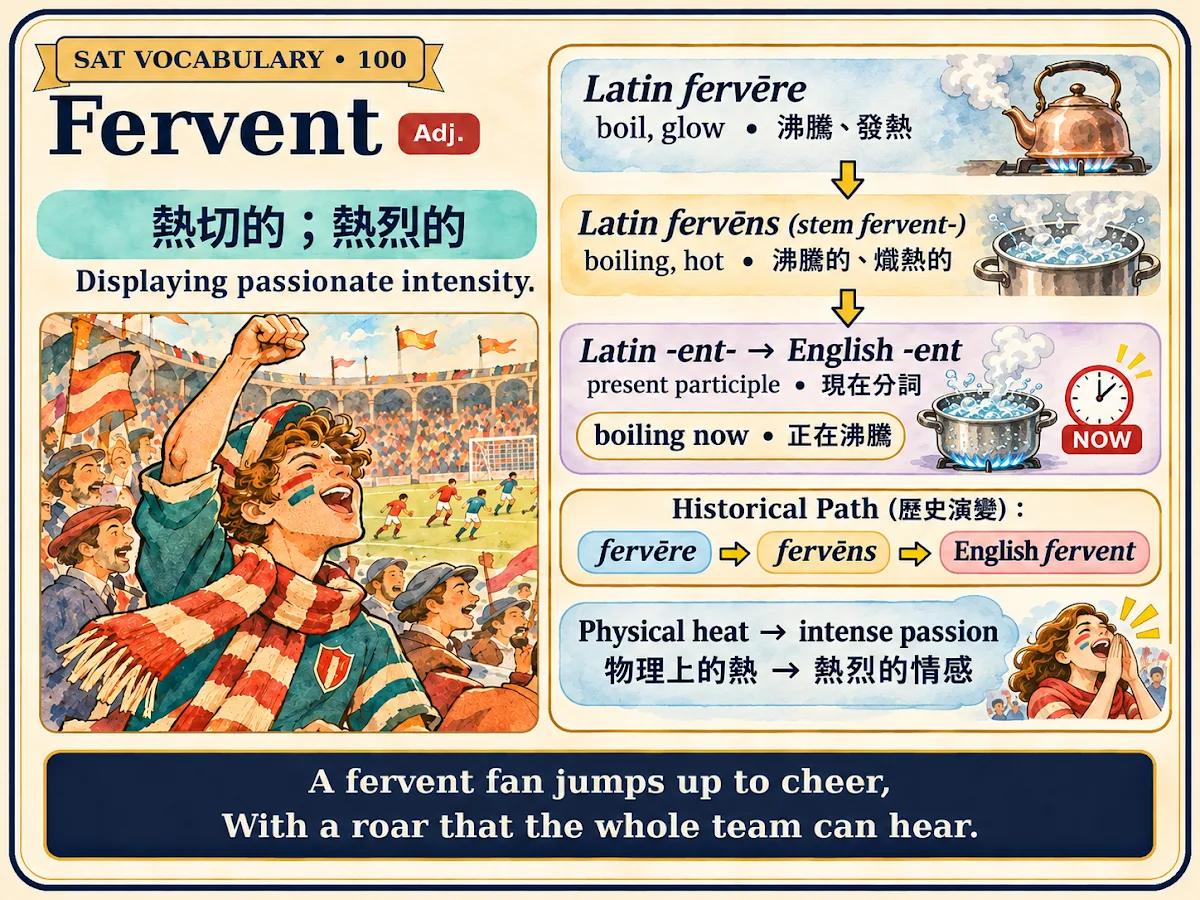 SAT VOCABULARY • 100
Fervent
Adj.
熱切的；熱烈的
Displaying passionate intensity.
Latin fervēre
boil, glow • 沸騰、發熱
Latin fervēns (stem fervent-)
boiling, hot • 沸騰的、熾熱的
Latin -ent- → English -ent
present participle • 現在分詞
boiling now • 正在沸騰
NOW
Historical Path (歷史演變)：
fervēre
fervēns
English fervent
Physical heat → intense passion
物理上的熱 → 熱烈的情感
A fervent fan jumps up to cheer,
With a roar that the whole team can hear.